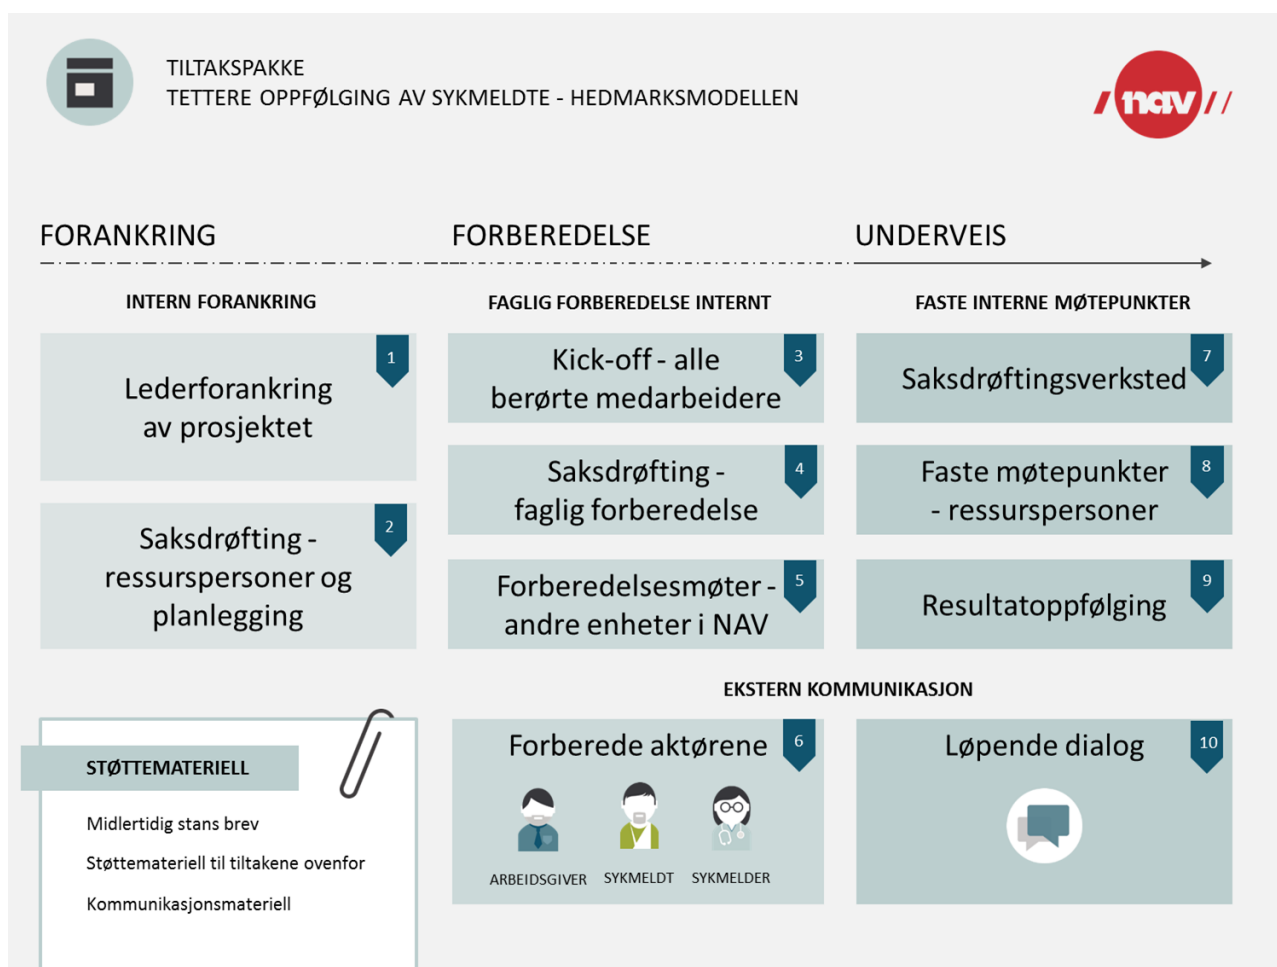 TILTAKSPAKKE
TETTERE OPPFØLGING AV SYKMELDTE - HEDMARKSMODELLEN
nav
FORANKRING
FORBEREDELSE
UNDERVEIS
INTERN FORANKRING
FAGLIG FORBEREDELSE INTERNT
FASTE INTERNE MØTEPUNKTER
1
Lederforankring
av prosjektet
2
Saksdrøfting -
ressurspersoner og
planlegging
3
Kick-off - alle
berørte medarbeidere
4
Saksdrøfting -
faglig forberedelse
5
Forberedelsesmøter -
andre enheter i NAV
7
Saksdrøftingsverksted
8
Faste møtepunkter
- ressurspersoner
9
Resultatoppfølging
EKSTERN KOMMUNIKASJON
6
Forberede aktørene
ARBEIDSGIVER
SYKMELDT
SYKMELDER
10
Løpende dialog
STØTTEMATERIELL
Midlertidig stans brev
Støttemateriell til tiltakene ovenfor
Kommunikasjonsmateriell